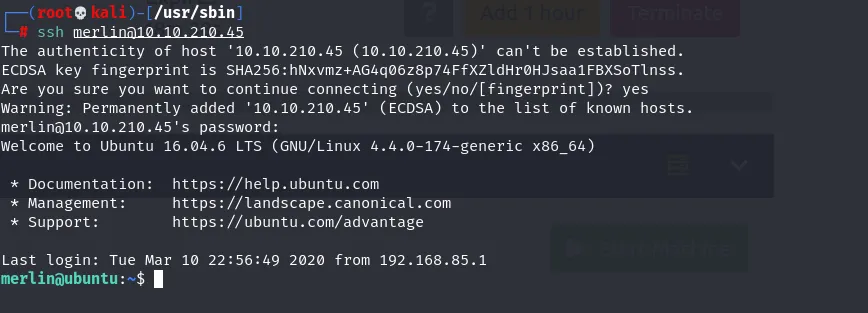 ? Add 1 hour Terminate
┌──(root💀kali)-[/usr/sbin]
└─# ssh merlin@10.10.210.45
The authenticity of host '10.10.210.45 (10.10.210.45)' can't be established.
ECDSA key fingerprint is SHA256:hNxvmz+AG4q06z8p74FfXZldHr0HJsaa1FBXSoTlnss.
Are you sure you want to continue connecting (yes/no/[fingerprint])? yes
Warning: Permanently added '10.10.210.45' (ECDSA) to the list of known hosts.
merlin@10.10.210.45's password:
Welcome to Ubuntu 16.04.6 LTS (GNU/Linux 4.4.0-174-generic x86_64)
* Documentation: https://help.ubuntu.com
* Management: https://landscape.canonical.com
* Support: https://ubuntu.com/advantage
Last login: Tue Mar 10 22:56:49 2020 from 192.168.85.1
merlin@ubuntu:~$